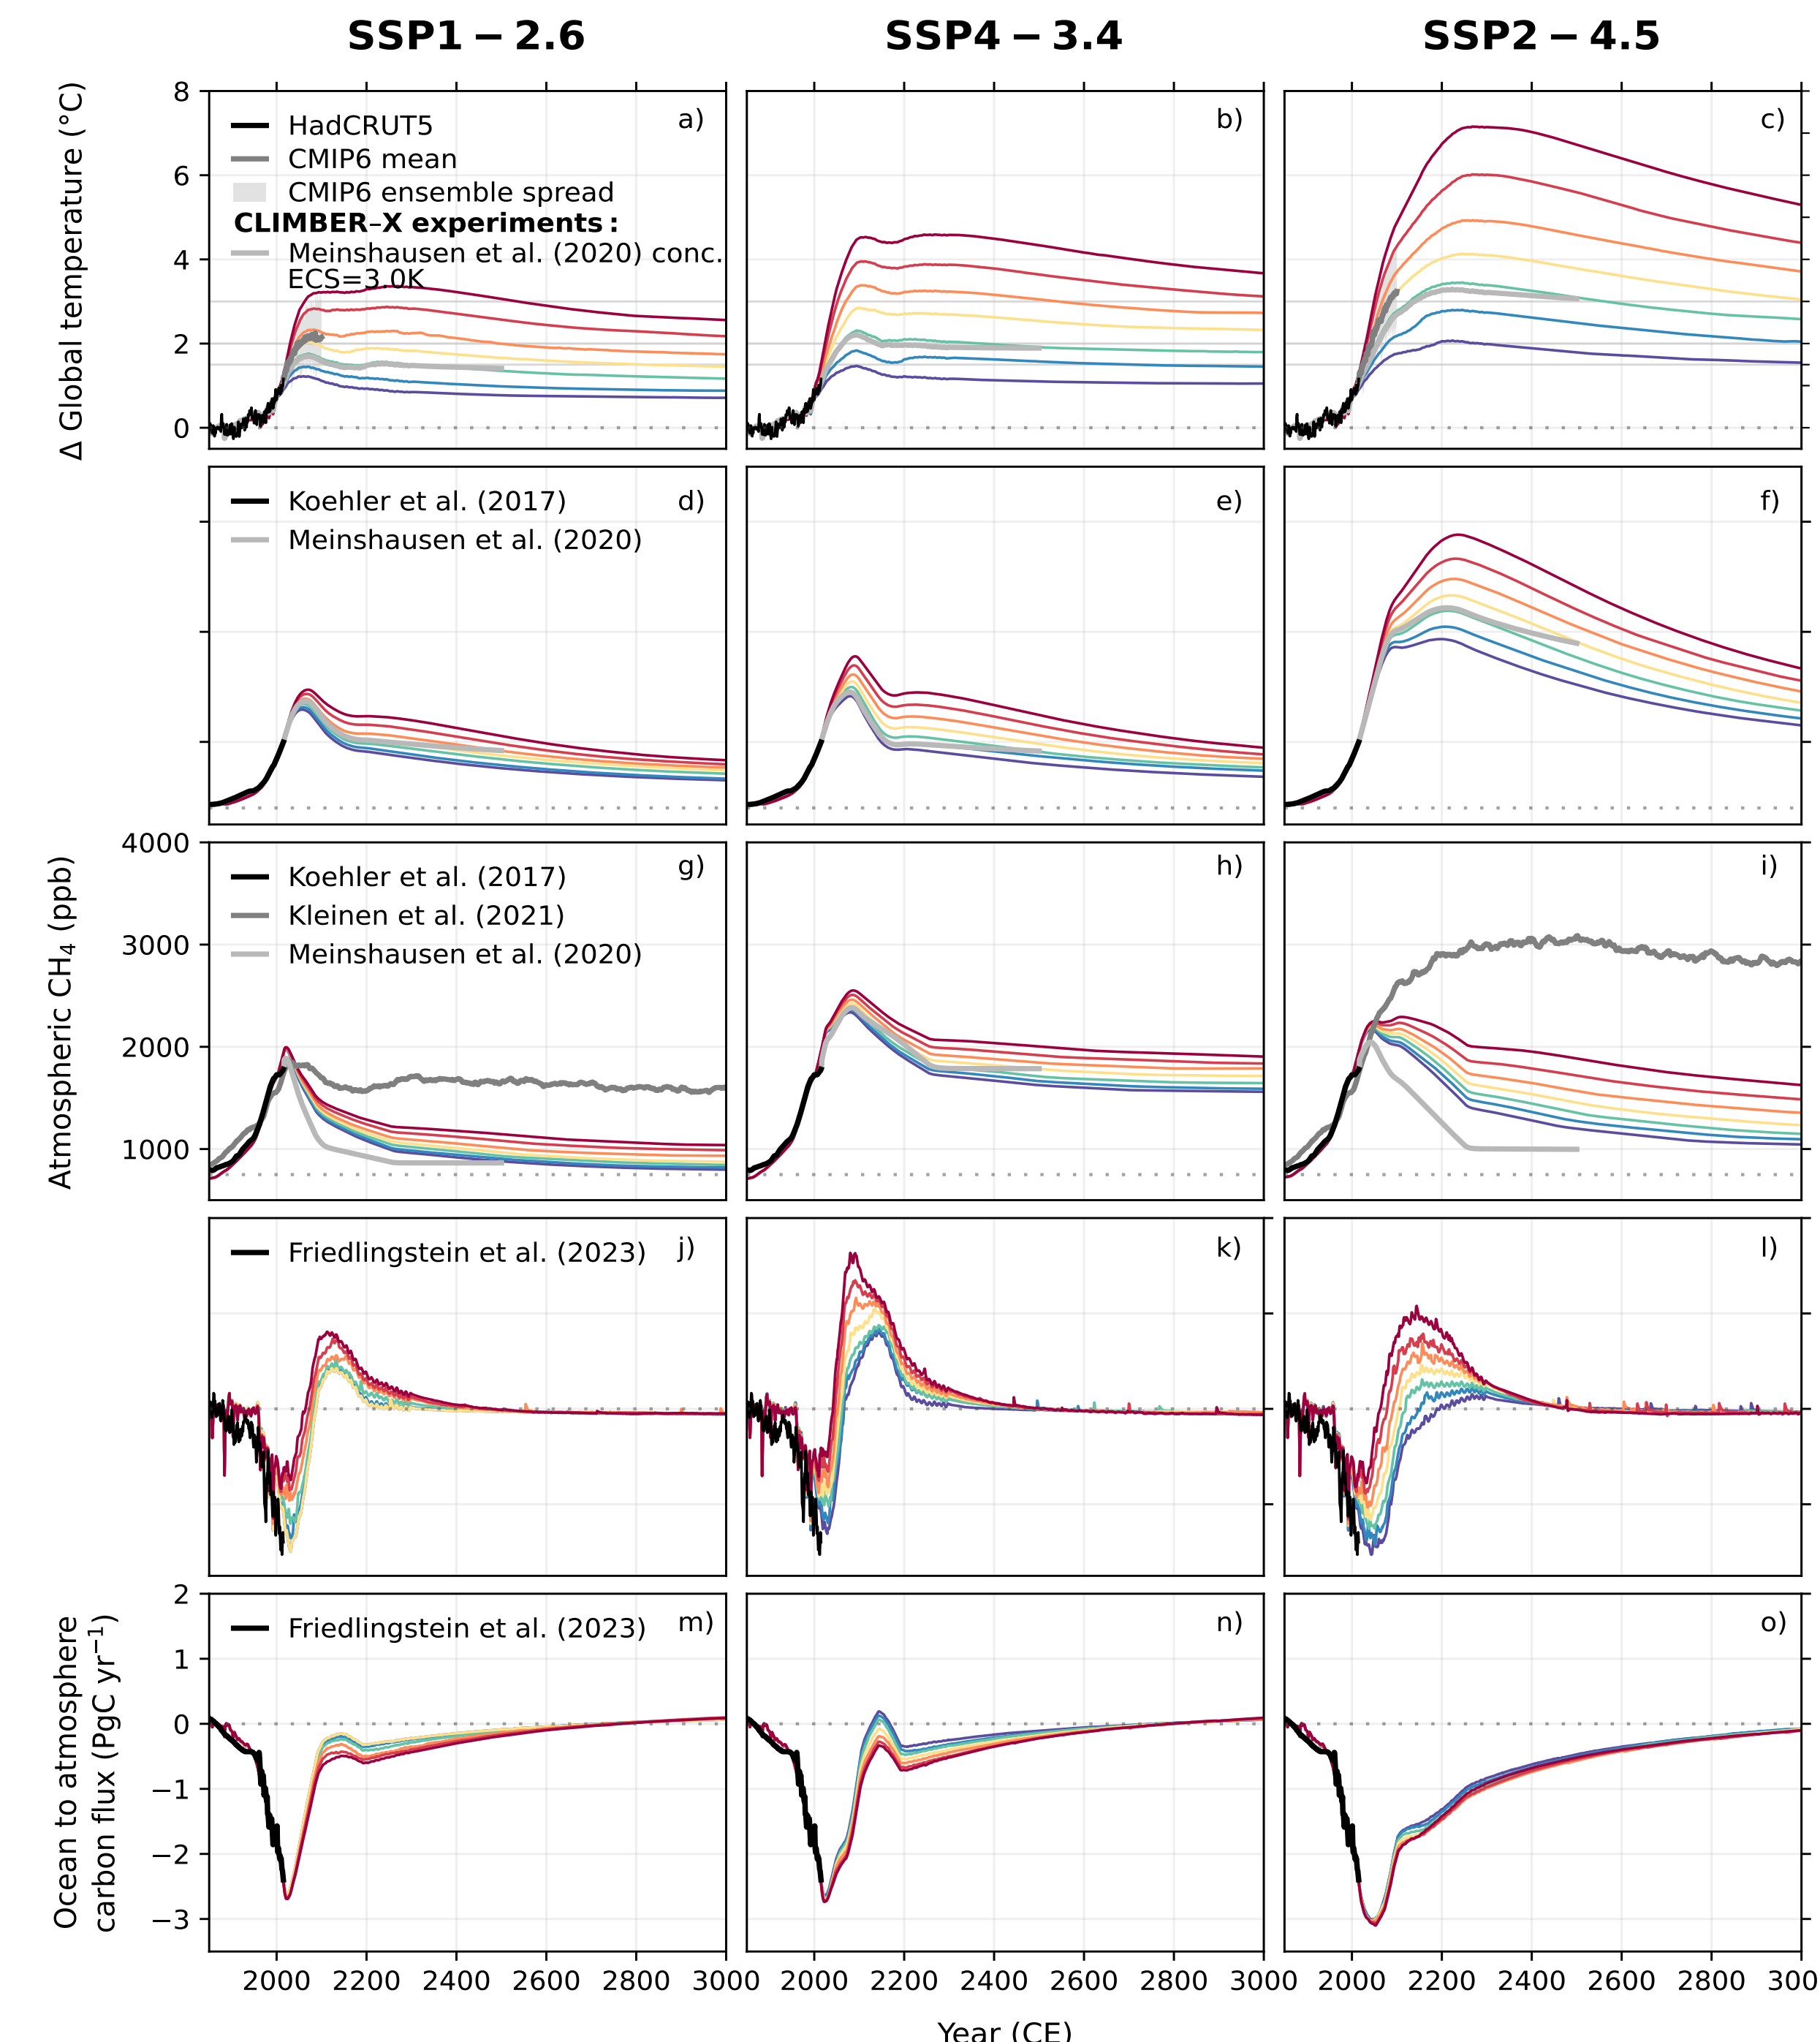 SSP1 – 2.6 SSP4 – 3.4 SSP2 – 4.5
Δ Global temperature (°C)
8
6
4
2
0
HadCRUT5
CMIP6 mean
CMIP6 ensemble spread
CLIMBER–X experiments:
Meinshausen et al. (2020) conc.
ECS=3.0K
a)
b)
c)
Koehler et al. (2017)
Meinshausen et al. (2020)
d)
e)
f)
Atmospheric CH₄ (ppb)
4000
3000
2000
1000
Koehler et al. (2017)
Kleinen et al. (2021)
Meinshausen et al. (2020)
g)
h)
i)
Friedlingstein et al. (2023)
j)
k)
l)
Ocean to atmosphere
carbon flux (PgC yr⁻¹)
2
1
0
−1
−2
−3
Friedlingstein et al. (2023)
m)
n)
o)
2000 2200 2400 2600 2800 3000 2000 2200 2400 2600 2800 3000 2000 2200 2400 2600 2800 300
Year (CE)